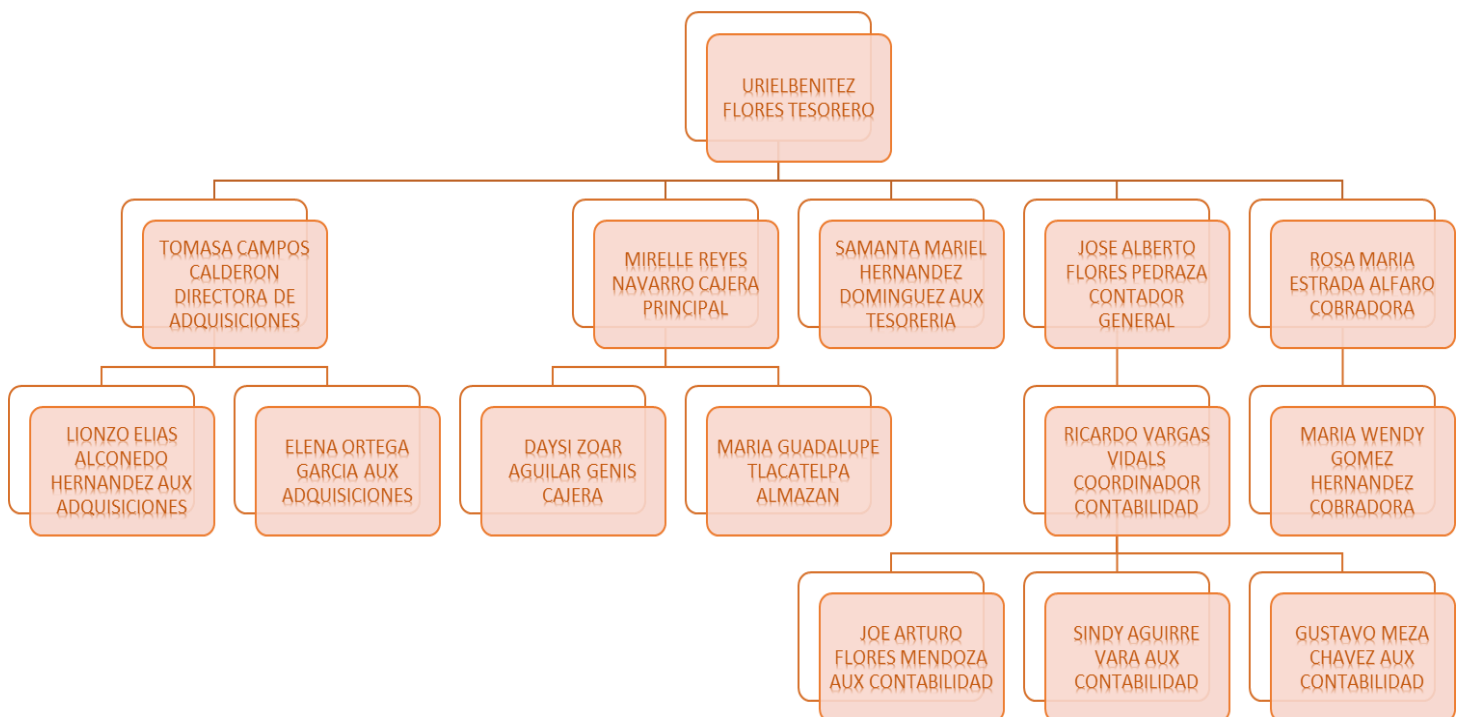 URIELBENITEZ
FLORES TESORERO
TOMASA CAMPOS
CALDERON
DIRECTORA DE
ADQUISICIONES
MIRELLE REYES
NAVARRO CAJERA
PRINCIPAL
SAMANTA MARIEL
HERNANDEZ
DOMINGUEZ AUX
TESORERIA
JOSE ALBERTO
FLORES PEDRAZA
CONTADOR
GENERAL
ROSA MARIA
ESTRADA ALFARO
COBRADORA
LIONZO ELIAS
ALCONEDO
HERNANDEZ AUX
ADQUISICIONES
ELENA ORTEGA
GARCIA AUX
ADQUISICIONES
DAYSI ZOAR
AGUILAR GENIS
CAJERA
MARIA GUADALUPE
TLACATELPA
ALMAZAN
RICARDO VARGAS
VIDALS
COORDINADOR
CONTABILIDAD
MARIA WENDY
GOMEZ
HERNANDEZ
COBRADORA
JOE ARTURO
FLORES MENDOZA
AUX CONTABILIDAD
SINDY AGUIRRE
VARA AUX
CONTABILIDAD
GUSTAVO MEZA
CHAVEZ AUX
CONTABILIDAD